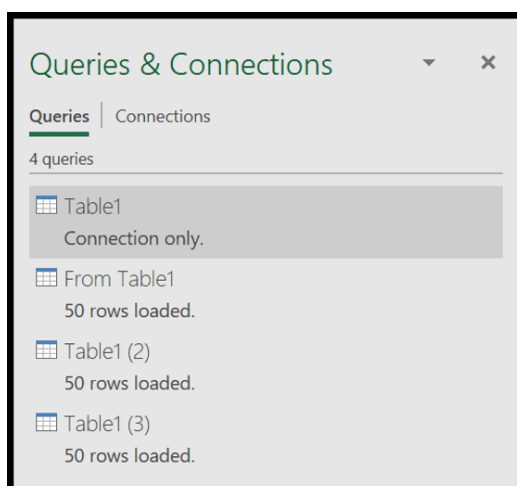 Queries & Connections
Queries | Connections
4 queries
Table1
Connection only.
From Table1
50 rows loaded.
Table1 (2)
50 rows loaded.
Table1 (3)
50 rows loaded.